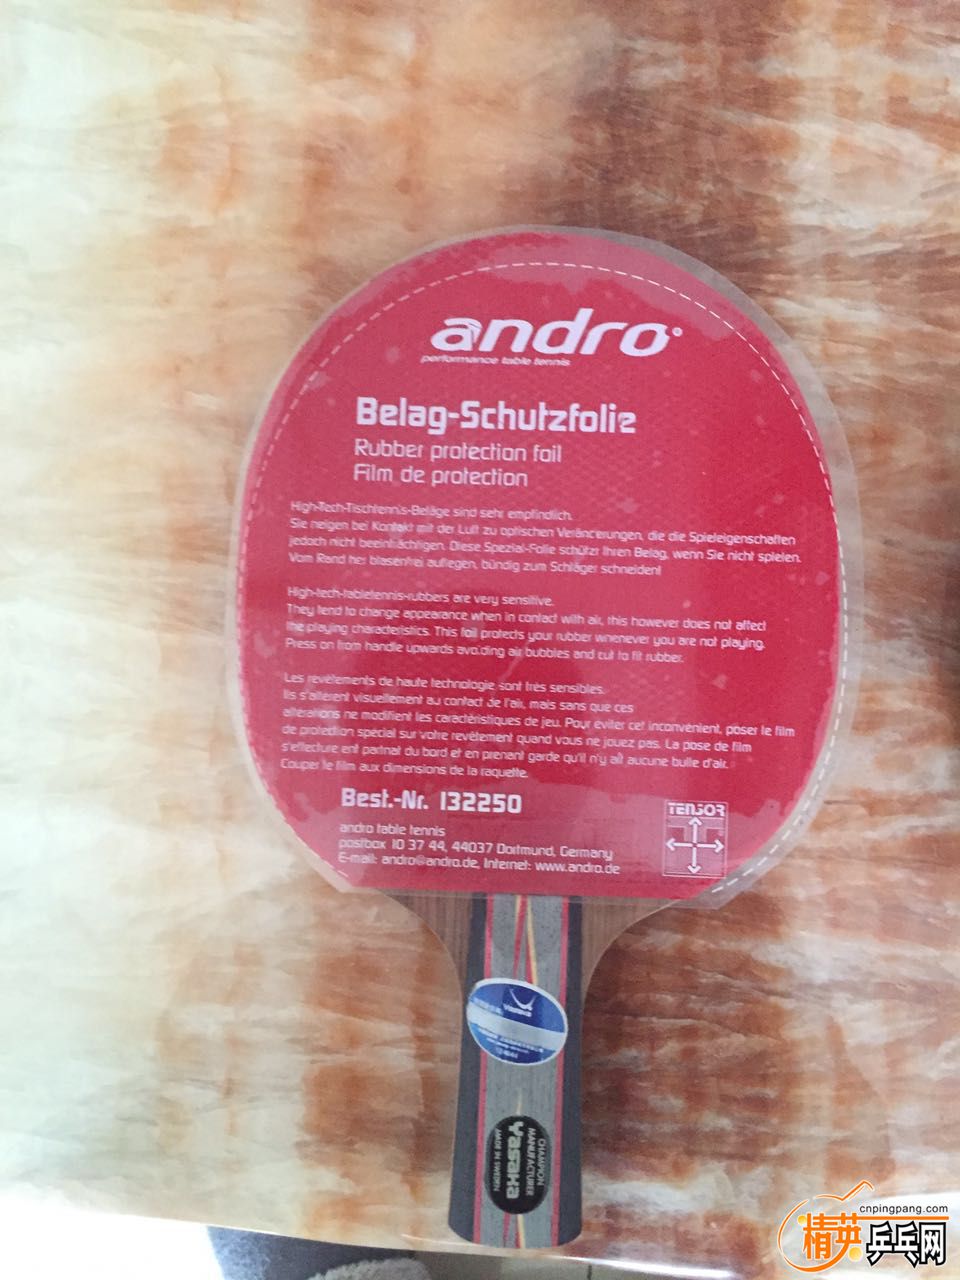 andro
performance table tennis
Belag-Schutzfolie
Rubber protection foil
Film de protection
High-Tech-Tischtennis-Beläge sind sehr empfindlich.
Sie neigen bei Kontakt mit der Luft zu optischen Veränderungen, die die Spieleigenschaften
jedoch nicht beeinträchtigen. Diese Spezial-Folie schützt Ihren Belag, wenn Sie nicht spielen.
Vom Rand her blasenfrei auflegen, bündig zum Schläger schneiden!
High-tech-tabletennis-rubbers are very sensitive.
They tend to change appearance when in contact with air, this however does not affect
the playing characteristics. This foil protects your rubber whenever you are not playing.
Press on from handle upwards avoiding air bubbles and cut to fit rubber.
Les revêtements de haute technologie sont très sensibles.
Ils s'altèrent visuellement au contact de l'air, mais sans que ces
altérations ne modifient les caractéristiques de jeu. Pour éviter cet inconvénient, poser le film
de protection spécial sur votre revêtement quand vous ne jouez pas. La pose de film
s'effecture ent partnat du bord et en prenant garde qu'il n'y ait aucune bulle d'air.
Couper le film aux dimensions de la raquette.
Best.-Nr. 132250
andro table tennis
postbox 10 37 44, 44037 Dortmund, Germany
E-mail: andro@andro.de, Internet: www.andro.de
TENSOR
Yasaka
CHAMPION
MANUFACTURER
Yasaka
MADE IN SWEDEN
cnpingpang.com
精英乒乓网